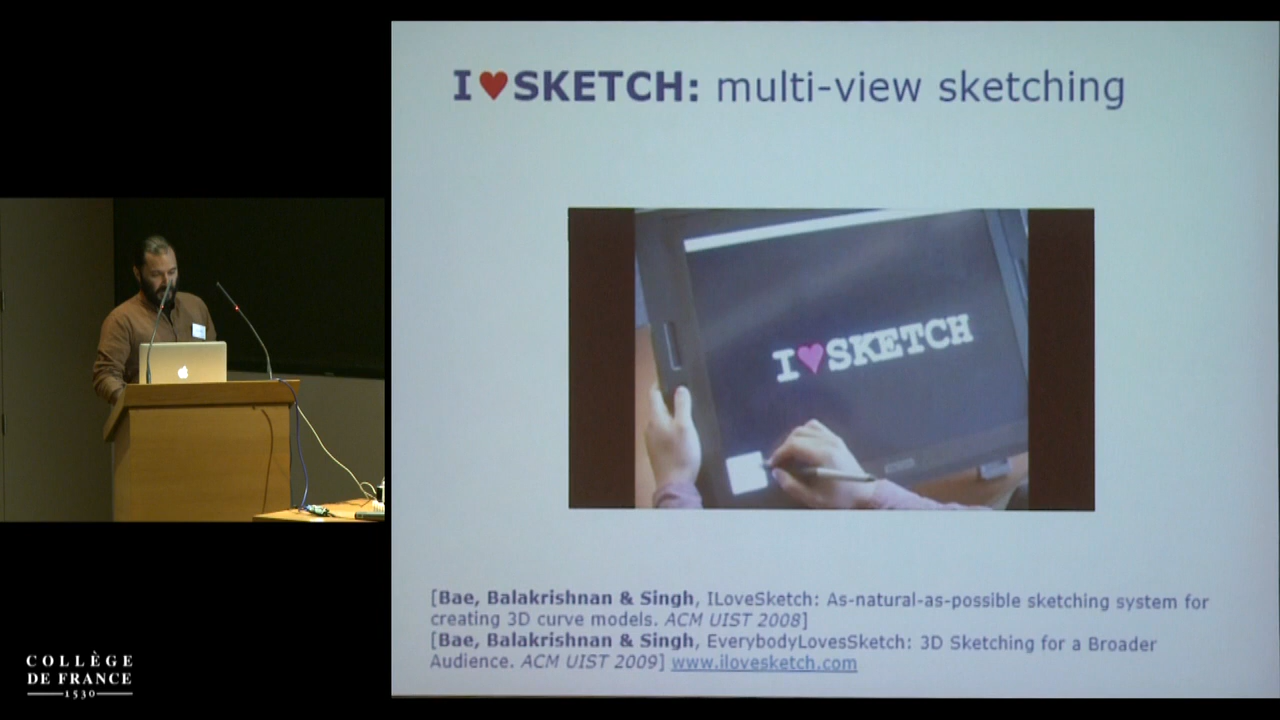 I♥SKETCH: multi-view sketching
I♥SKETCH
[Bae, Balakrishnan & Singh, ILoveSketch: As-natural-as-possible sketching system for
creating 3D curve models. ACM UIST 2008]
[Bae, Balakrishnan & Singh, EverybodyLovesSketch: 3D Sketching for a Broader
Audience. ACM UIST 2009] www.ilovesketch.com
COLLÈGE
DE FRANCE
1530